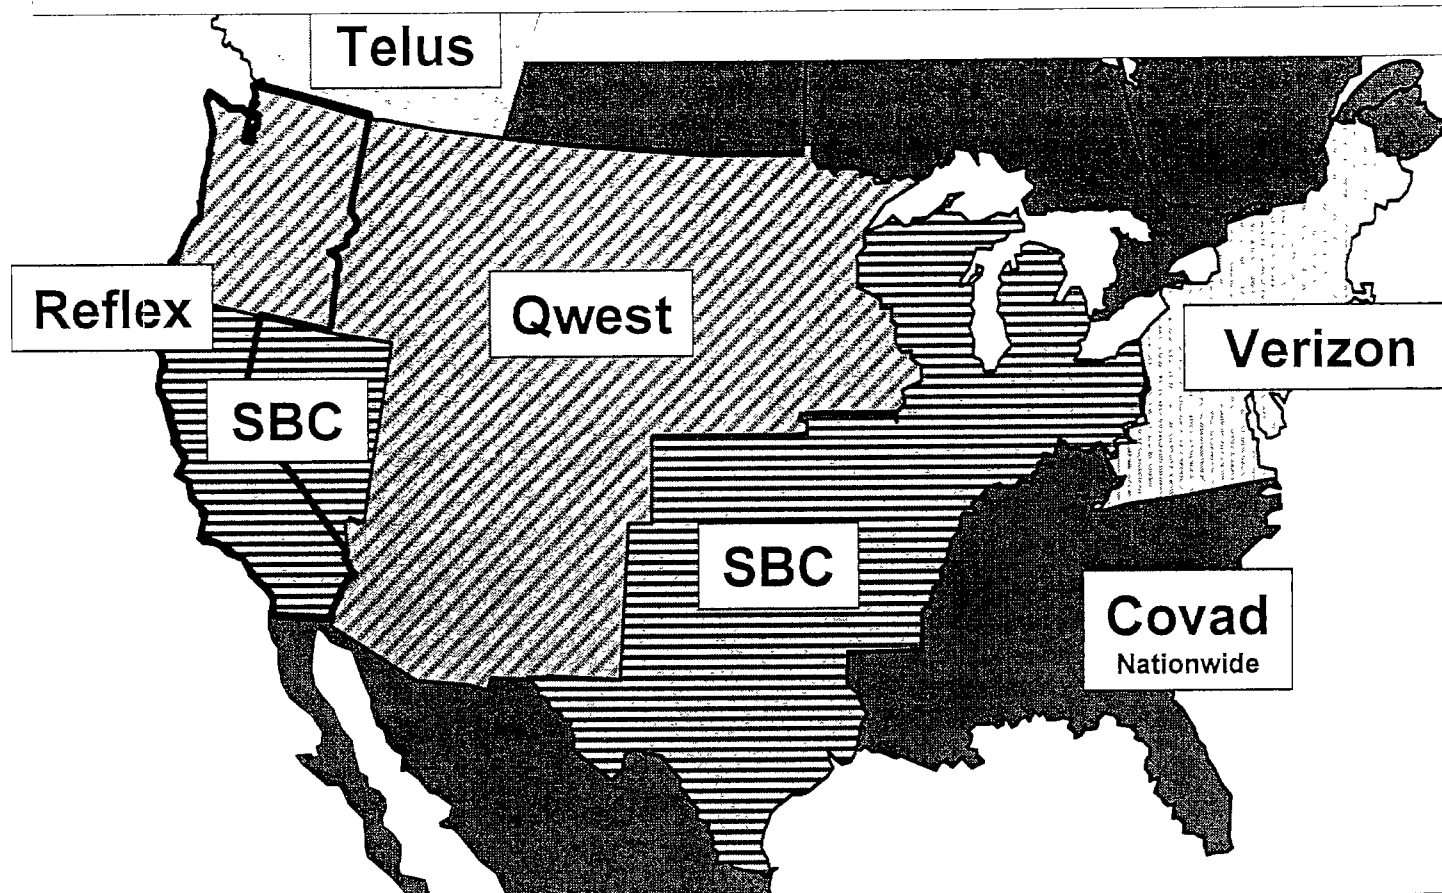 Telus
Reflex
Qwest
Verizon
SBC
SBC
Covad
Nationwide